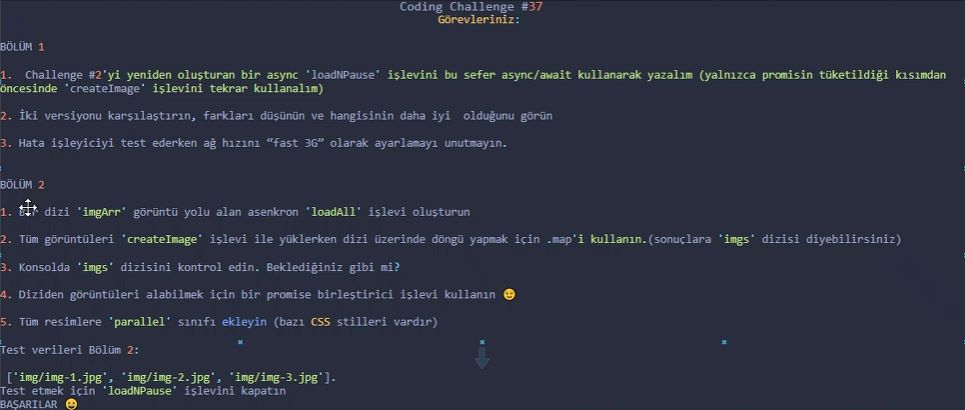 Coding Challenge #37
Görevleriniz:
BÖLÜM 1
1. Challenge #2'yi yeniden oluşturan bir async 'loadNPause' işlevini bu sefer async/await kullanarak yazalım (yalnızca promisin tüketildiği kısımdan
öncesinde 'createImage' işlevini tekrar kullanalım)
2. İki versiyonu karşılaştırın, farkları düşünün ve hangisinin daha iyi olduğunu görün
3. Hata işleyiciyi test ederken ağ hızını “fast 3G” olarak ayarlamayı unutmayın.
BÖLÜM 2
1. Bir dizi 'imgArr' görüntü yolu alan asenkron 'loadAll' işlevi oluşturun
2. Tüm görüntüleri 'createImage' işlevi ile yüklerken dizi üzerinde döngü yapmak için .map'i kullanın.(sonuçlara 'imgs' dizisi diyebilirsiniz)
3. Konsolda 'imgs' dizisini kontrol edin. Beklediğiniz gibi mi?
4. Diziden görüntüleri alabilmek için bir promise birleştirici işlevi kullanın 😉
5. Tüm resimlere 'parallel' sınıfı ekleyin (bazı CSS stilleri vardır)
Test verileri Bölüm 2:
['img/img-1.jpg', 'img/img-2.jpg', 'img/img-3.jpg'].
Test etmek için 'loadNPause' işlevini kapatın
BAŞARILAR 😀